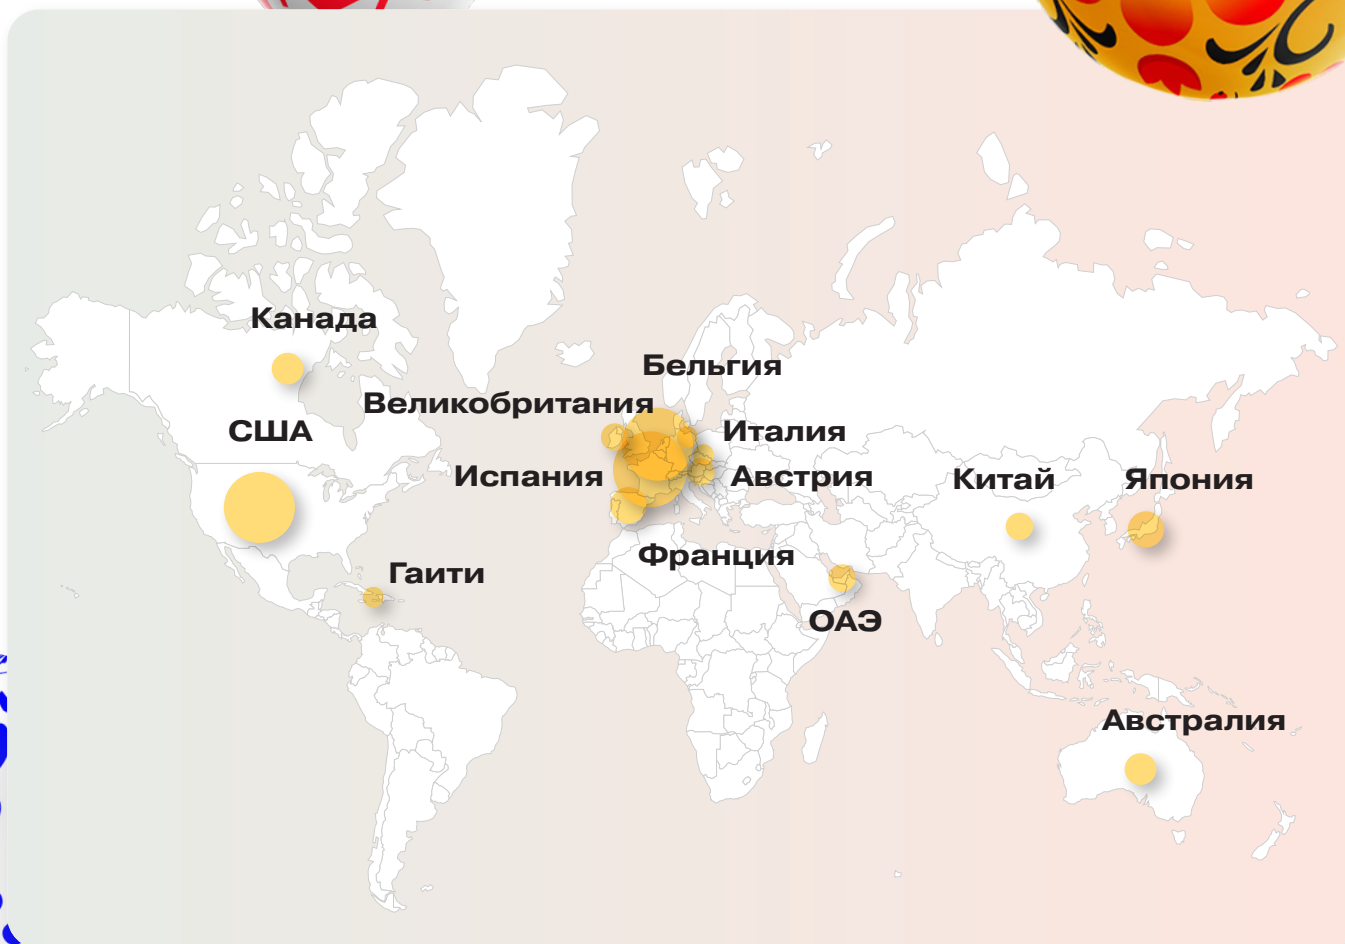 Канада
Бельгия
Великобритания
США
Италия
Испания
Австрия
Китай
Япония
Франция
Гаити
ОАЭ
Австралия